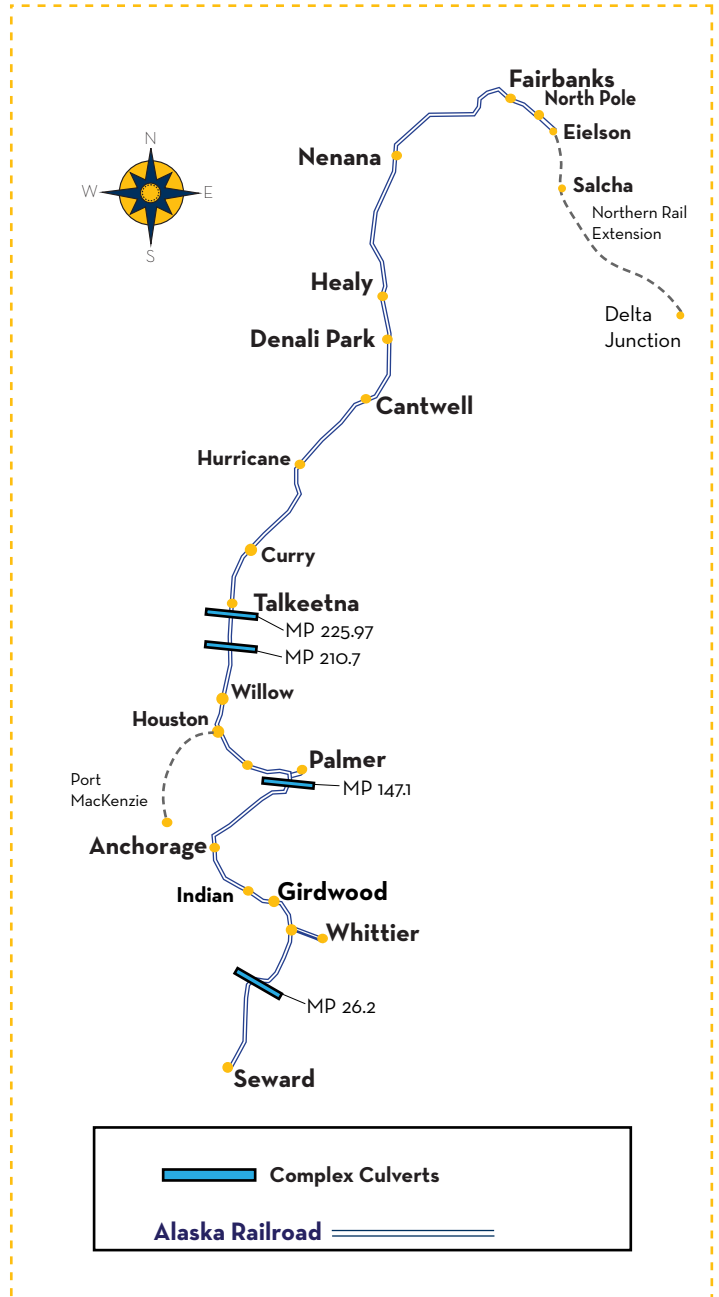 Fairbanks
North Pole
Eielson
N
Nenana
W
E
Salcha
Northern Rail
Extension
S
Healy
Delta
Junction
Denali Park
Cantwell
Hurricane
Curry
Talkeetna
MP 225.97
MP 210.7
Willow
Houston
Palmer
Port
MacKenzie
MP 147.1
Anchorage
Indian
Girdwood
Whittier
MP 26.2
Seward
Complex Culverts
Alaska Railroad